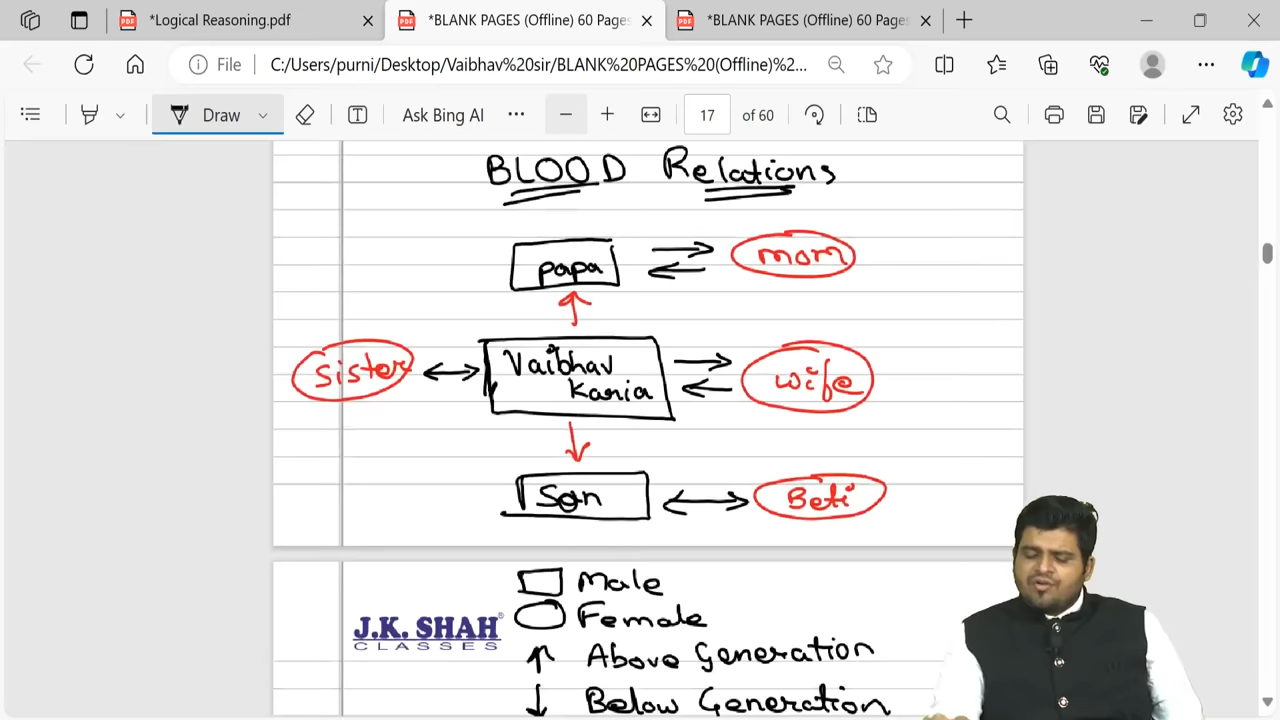 *Logical Reasoning.pdf
*BLANK PAGES (Offline) 60 Pages
*BLANK PAGES (Offline) 60 Page
File C:/Users/purni/Desktop/Vaibhav%20sir/BLANK%20PAGES%20(Offline)%2...
Draw Ask Bing AI 17 of 60
BLOOD Relations
papa mom
Sister Vaibhav Kania wife
Son Beti
Male
Female
Above Generation
Below Generation
J.K. SHAH®
CLASSES